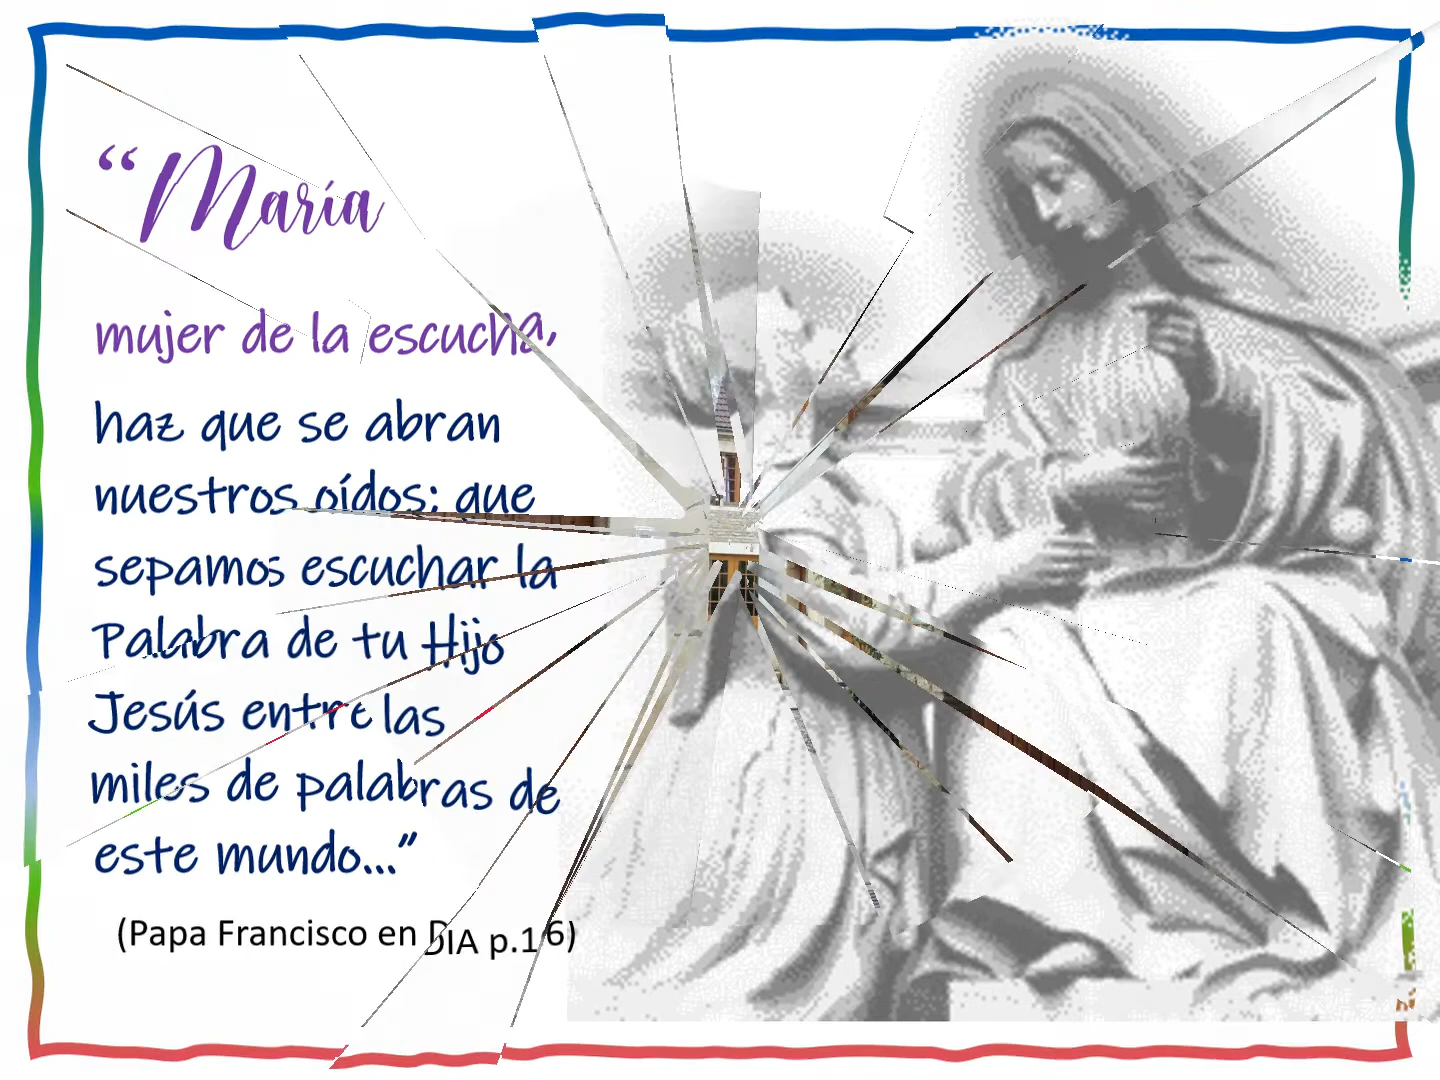 “María
mujer de la escucha,
haz que se abran
nuestros oídos; que
sepamos escuchar la
Palabra de tu Hijo
Jesús entre las
miles de palabras de
este mundo...”
(Papa Francisco en DIA p.16)